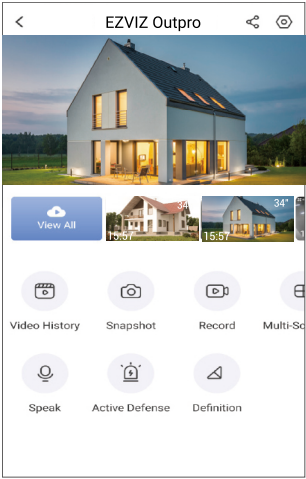 EZVIZ Outpro
View All
34"
15:57
34"
15:57
Video History
Snapshot
Record
Multi-Sc
Speak
Active Defense
Definition